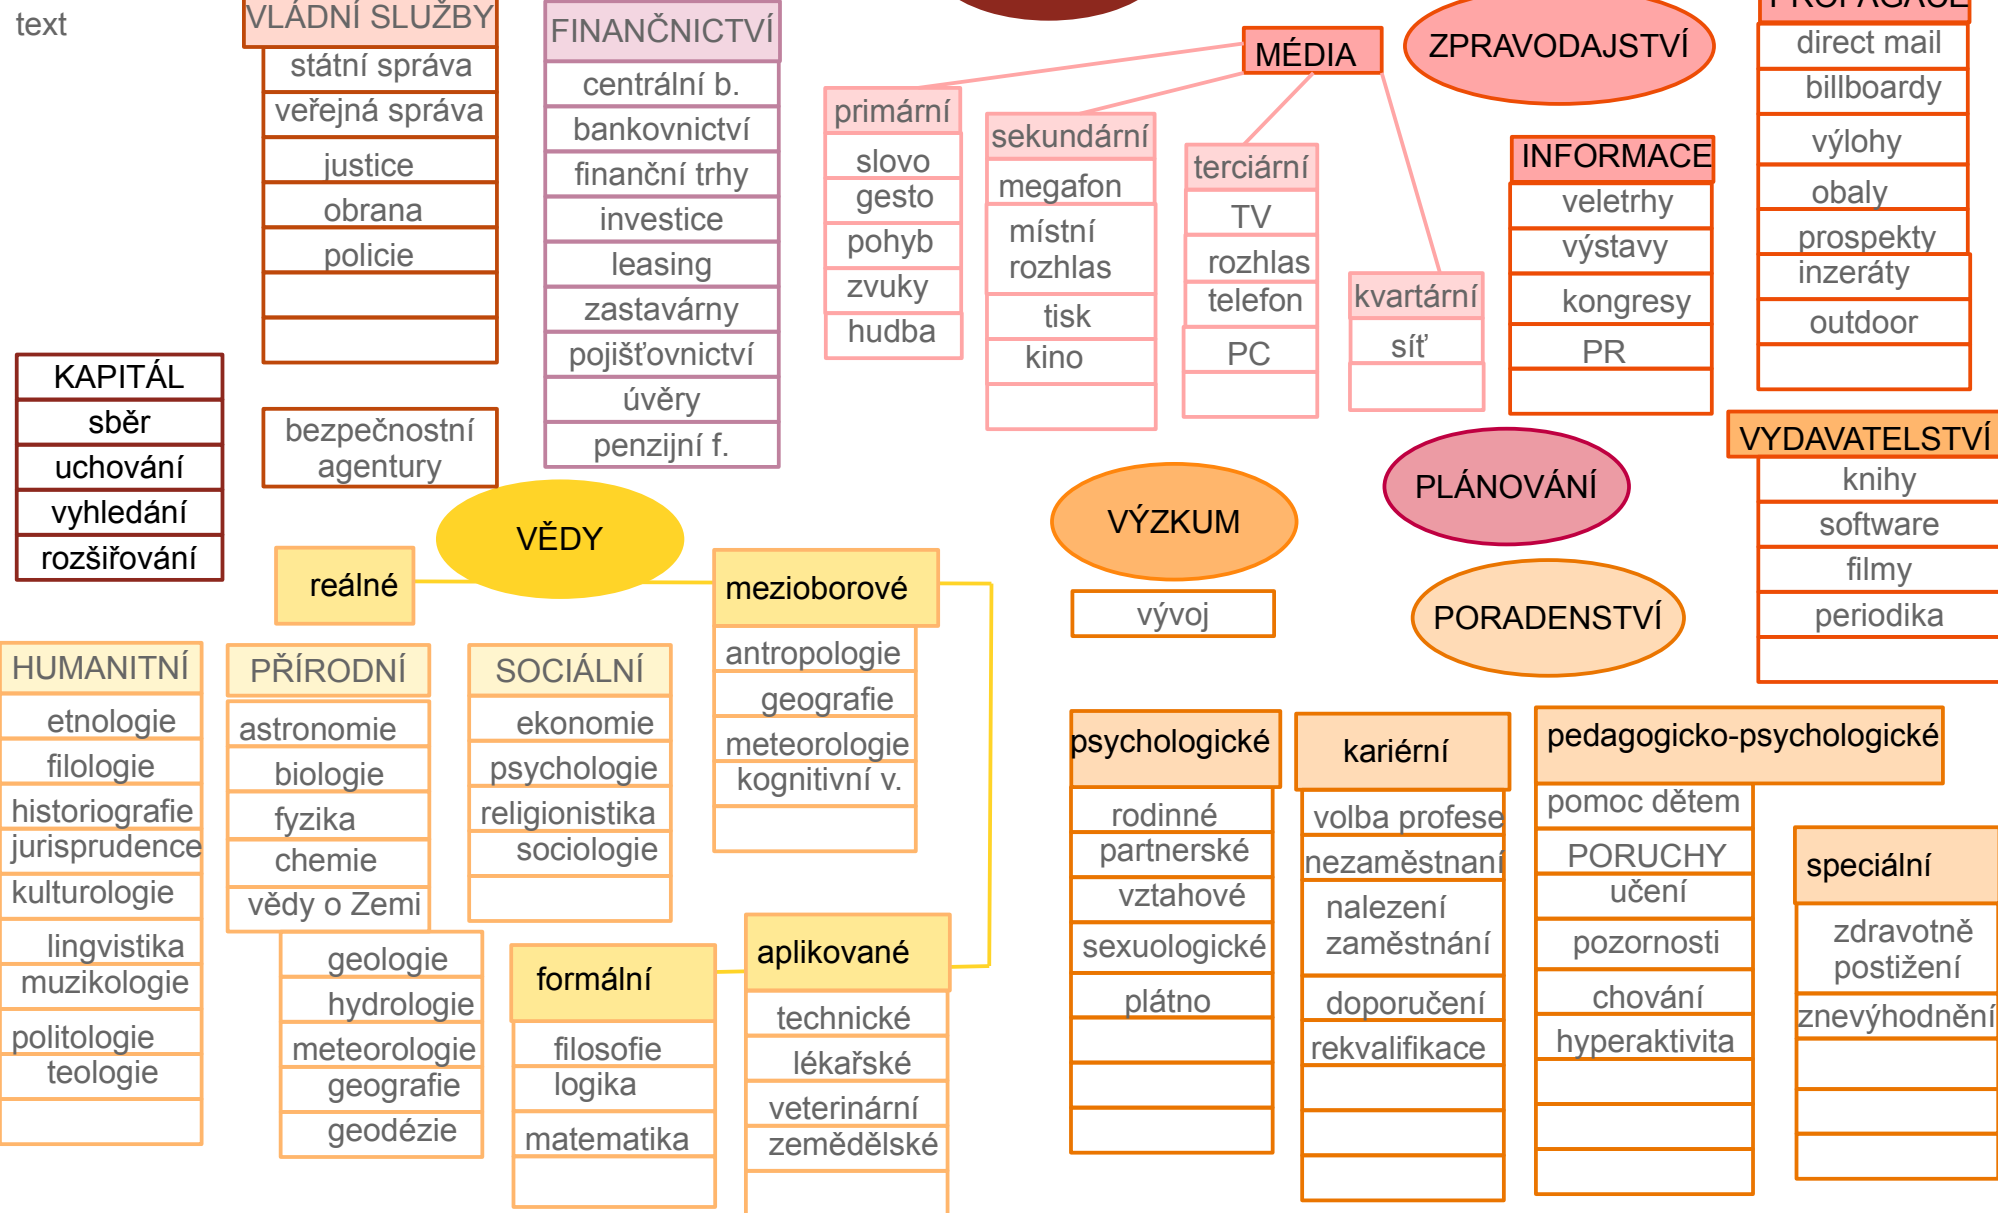 text
VLÁDNÍ SLUŽBY
státní správa
veřejná správa
justice
obrana
policie
bezpečnostní
agentury
FINANČNICTVÍ
centrální b.
bankovnictví
finanční trhy
investice
leasing
zastavárny
pojišťovnictví
úvěry
penzijní f.
MÉDIA
primární
slovo
gesto
pohyb
zvuky
hudba
sekundární
megafon
místní
rozhlas
tisk
kino
terciární
TV
rozhlas
telefon
PC
kvartární
síť
ZPRAVODAJSTVÍ
INFORMACE
veletrhy
výstavy
kongresy
PR
PROPAGACE
direct mail
billboardy
výlohy
obaly
prospekty
inzeráty
outdoor
KAPITÁL
sběr
uchování
vyhledání
rozšiřování
VĚDY
reálné
mezioborové
antropologie
geografie
meteorologie
kognitivní v.
HUMANITNÍ
etnologie
filologie
historiografie
jurisprudence
kulturologie
lingvistika
muzikologie
politologie
teologie
PŘÍRODNÍ
astronomie
biologie
fyzika
chemie
vědy o Zemi
geologie
hydrologie
meteorologie
geografie
geodézie
SOCIÁLNÍ
ekonomie
psychologie
religionistika
sociologie
formální
filosofie
logika
matematika
aplikované
technické
lékařské
veterinární
zemědělské
VÝZKUM
vývoj
PLÁNOVÁNÍ
PORADENSTVÍ
VYDAVATELSTVÍ
knihy
software
filmy
periodika
psychologické
rodinné
partnerské
vztahové
sexuologické
plátno
kariérní
volba profese
nezaměstnaní
nalezení
zaměstnání
doporučení
rekvalifikace
pedagogicko-psychologické
pomoc dětem
PORUCHY
učení
pozornosti
chování
hyperaktivita
speciální
zdravotně
postižení
znevýhodnění